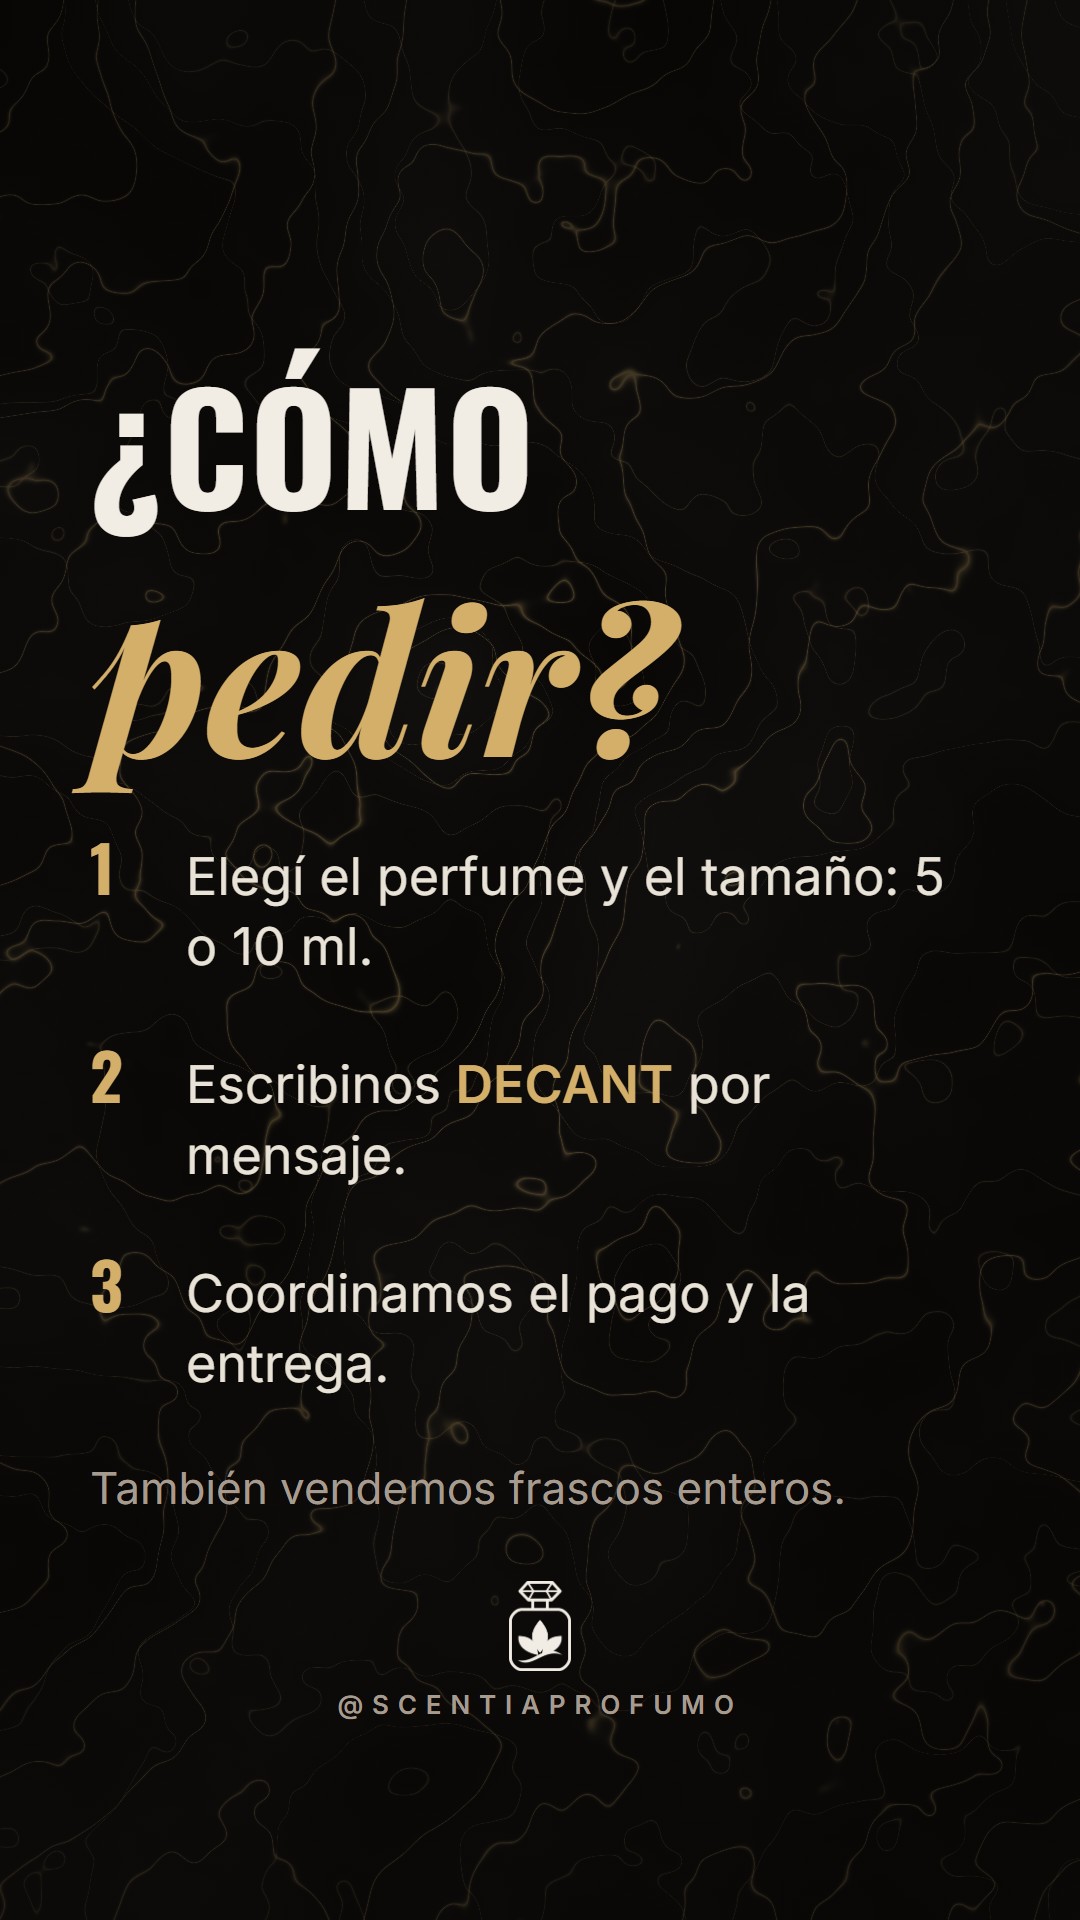 ¿CÓMO
pedir?
1 Elegí el perfume y el tamaño: 5
o 10 ml.
2 Escribinos DECANT por
mensaje.
3 Coordinamos el pago y la
entrega.
También vendemos frascos enteros.
@SCENTIAPROFUMO